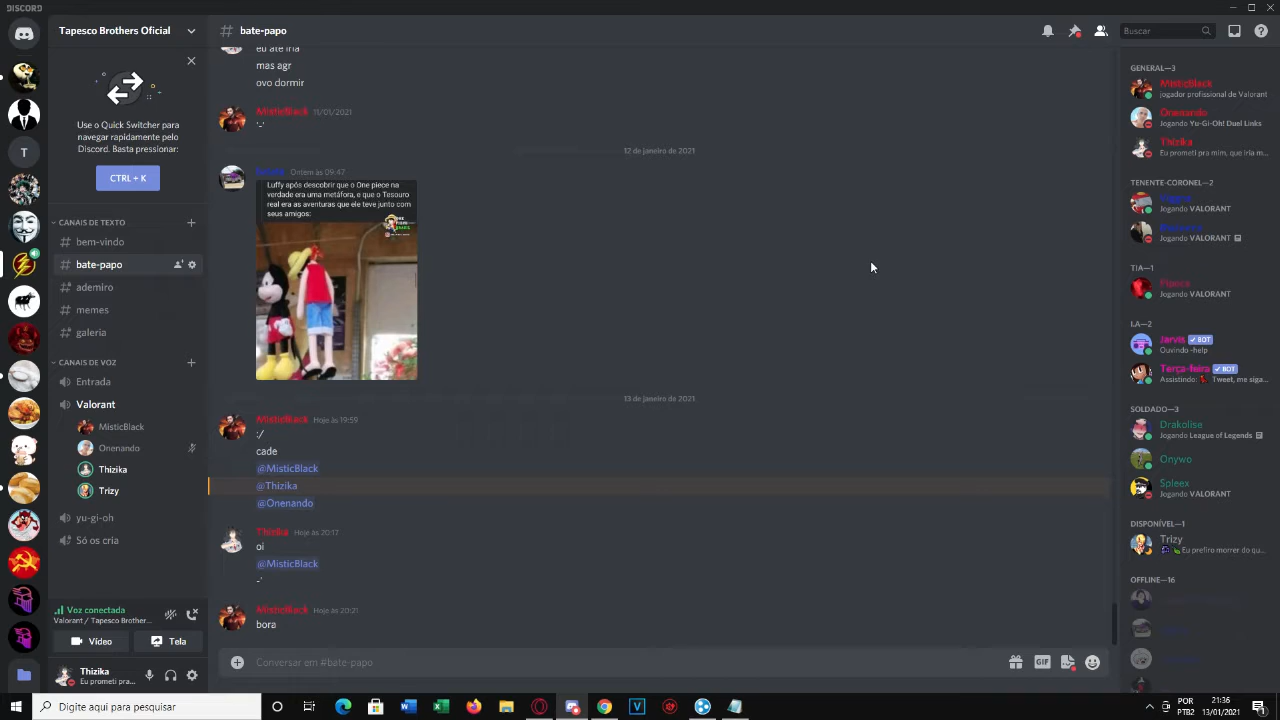 DISCORD
Tapesco Brothers Oficial
Use o Quick Switcher para
navegar rapidamente pelo
Discord. Basta pressionar:
CTRL + K
CANAIS DE TEXTO
# bem-vindo
# bate-papo
# ademiro
# memes
# galeria
CANAIS DE VOZ
Entrada
Valorant
MisticBlack
Onenando
Thizika
Trizy
yu-gi-oh
Só os cria
Voz conectada
Valorant / Tapesco Brother...
Vídeo
Tela
Thizika
Eu prometi pra...
# bate-papo
Buscar
eu até iria
mas agr
ovo dormir
MisticBlack 11/01/2021
'-'
12 de janeiro de 2021
Ontem às 09:47
Luffy após descobrir que o One piece na
verdade era uma metáfora, e que o Tesouro
real era as aventuras que ele teve junto com
seus amigos:
13 de janeiro de 2021
MisticBlack Hoje às 19:59
:/
cade
@MisticBlack
@Thizika
@Onenando
Thizika Hoje às 20:17
oi
@MisticBlack
-'
MisticBlack Hoje às 20:21
bora
Conversar em #bate-papo
GIF
GENERAL—3
MisticBlack
jogador profissional de Valorant
Onenando
Jogando Yu-Gi-Oh! Duel Links
Thizika
Eu prometi pra mim, que iria m...
TENENTE-CORONEL—2
Jogando VALORANT
Jogando VALORANT
TIA—1
Pipoca
Jogando VALORANT
I.A—2
Jarvis BOT
Ouvindo -help
Terça-feira BOT
Assistindo: Tweet, me siga...
SOLDADO—3
Drakolise
Jogando League of Legends
Onywo
Spleex
Jogando VALORANT
DISPONÍVEL—1
Trizy
Eu prefiro morrer do qu...
OFFLINE—16
T
Digite aqui para pesquisar
POR
PTB2
21:36
13/01/2021